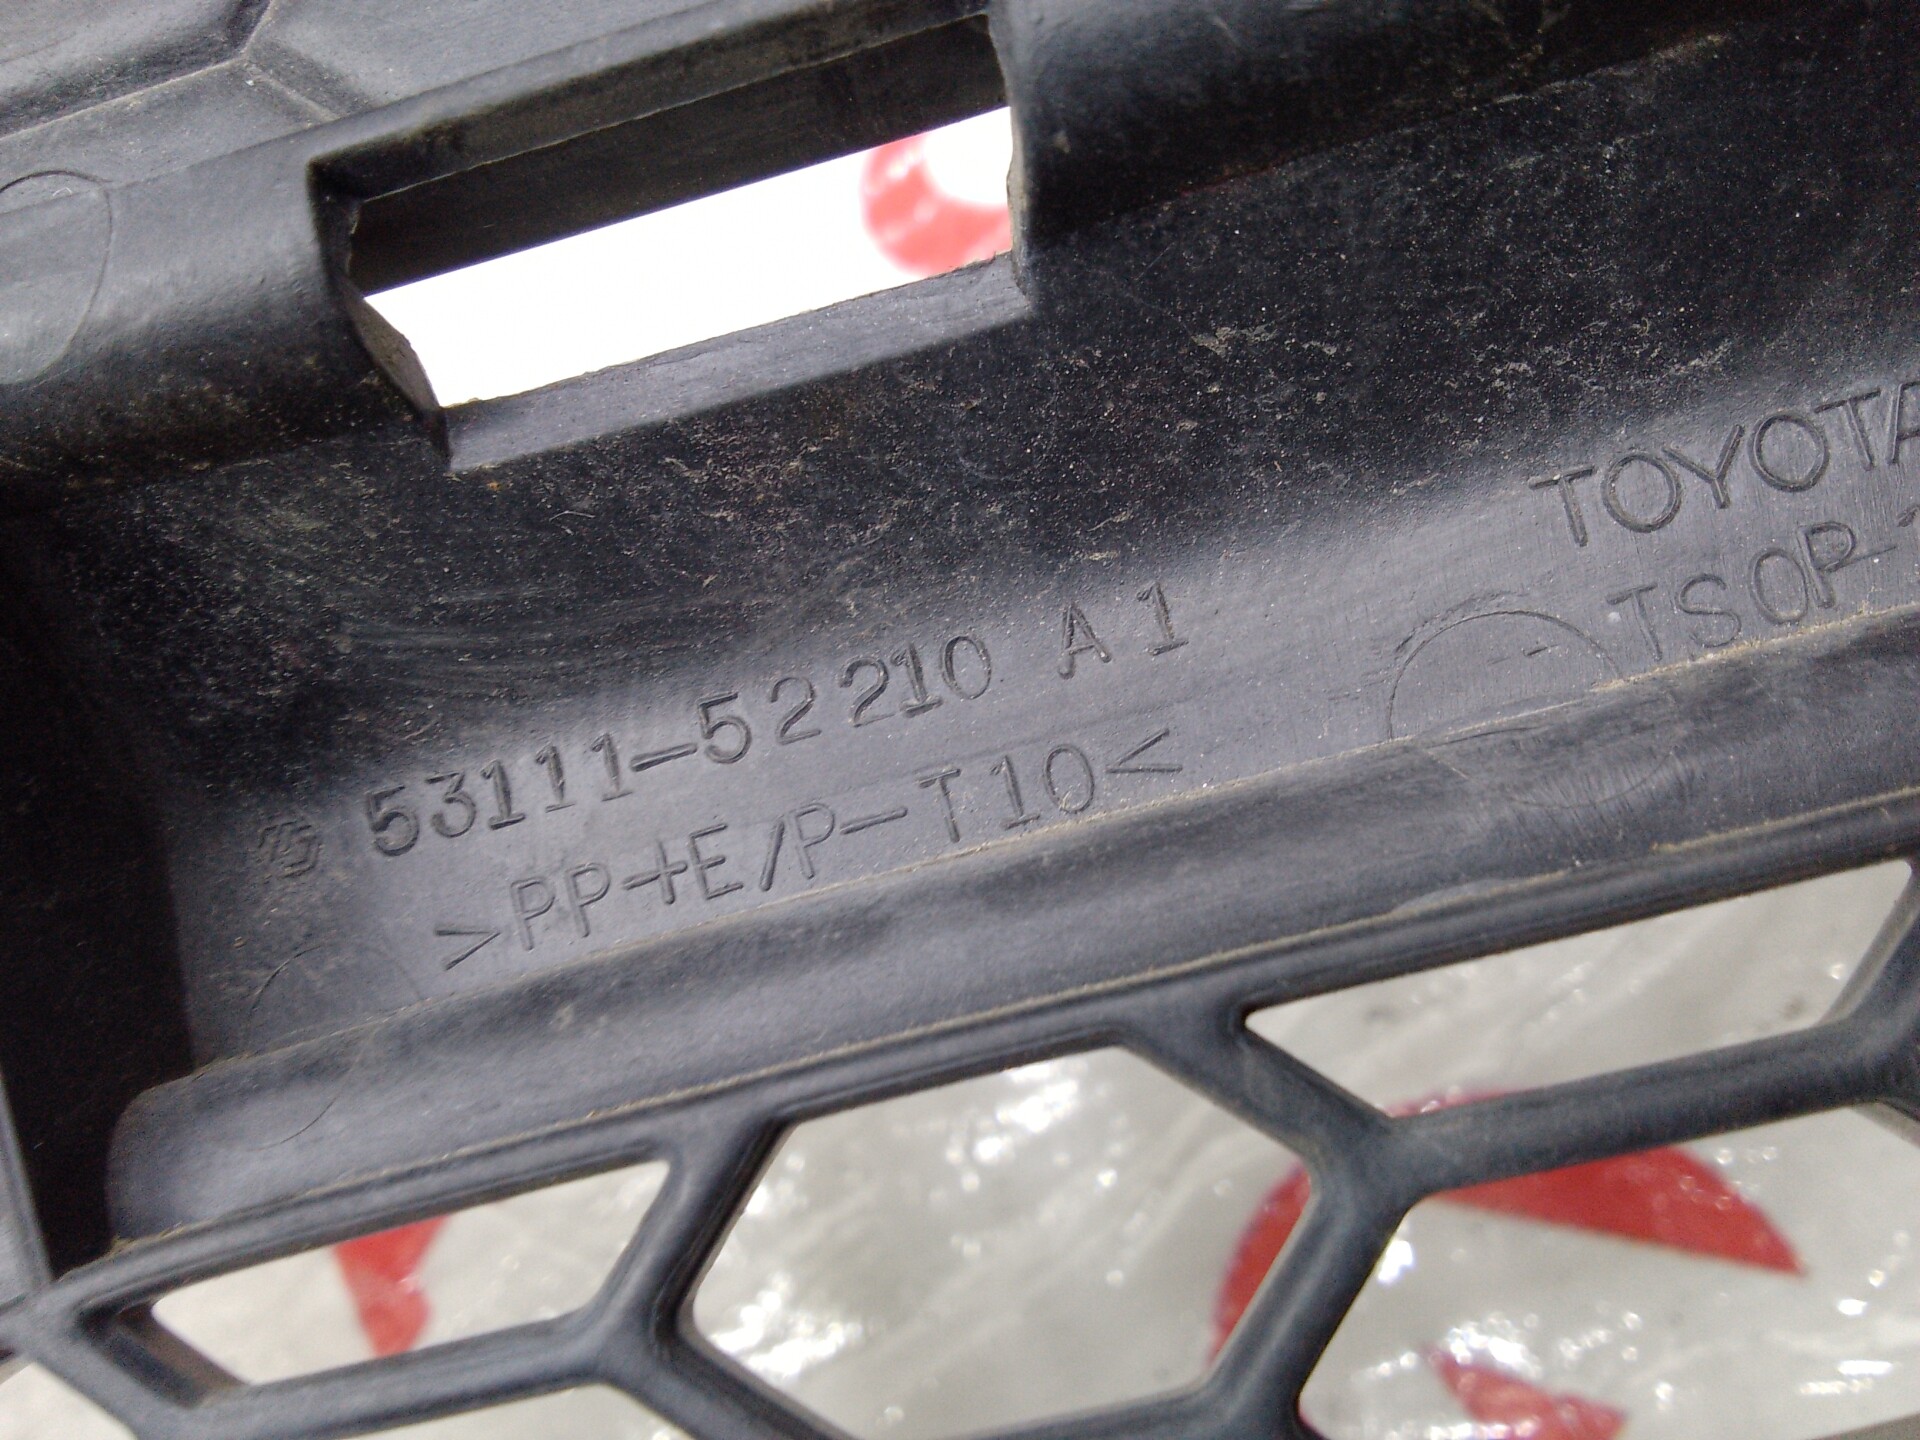 TOYOTA
TSOP-
53111-52210 A1
>PP+E/P-T10<